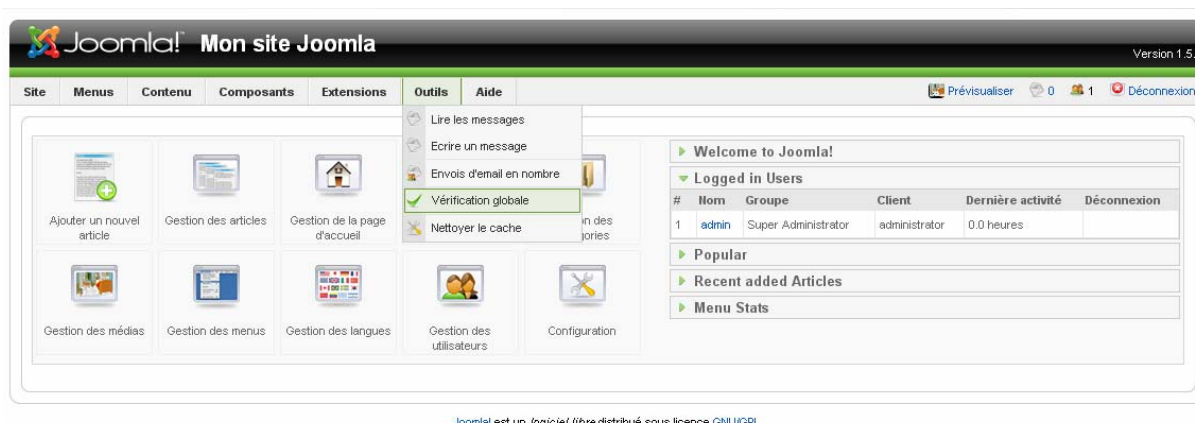 Joomla! Mon site Joomla
Version 1.5.
Site Menus Contenu Composants Extensions Outils Aide Prévisualiser 0 1 Déconnexion
Lire les messages
Ecrire un message
Envois d'email en nombre
Vérification globale
Nettoyer le cache
Ajouter un nouvel
article
Gestion des articles
Gestion de la page
d'accueil
Gestion des médias
Gestion des menus
Gestion des langues
Gestion des
utilisateurs
Configuration
Welcome to Joomla!
Logged in Users
# Nom Groupe Client Dernière activité Déconnexion
1 admin Super Administrator administrator 0.0 heures
Popular
Recent added Articles
Menu Stats
Joomla! est un logiciel libre distribué sous licence GNU/GPL